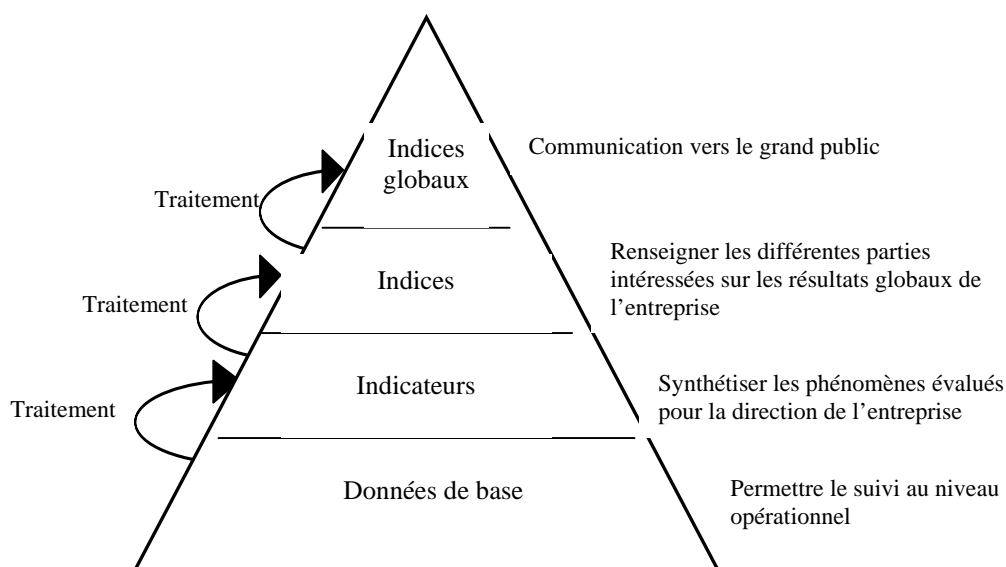 Indices
globaux
Communication vers le grand public
Traitement
Renseigner les différentes parties
intéressées sur les résultats globaux de
l’entreprise
Indices
Traitement
Indicateurs
Synthétiser les phénomènes évalués
pour la direction de l’entreprise
Traitement
Données de base
Permettre le suivi au niveau
opérationnel